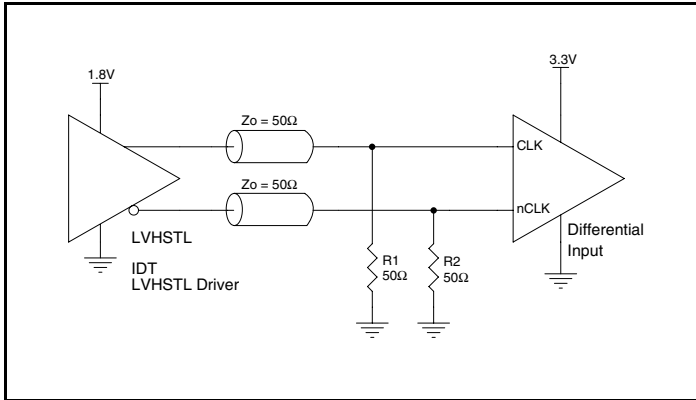 1.8V
3.3V
Zo = 50Ω
CLK
Zo = 50Ω
nCLK
LVHSTL
IDT
LVHSTL Driver
R1
50Ω
R2
50Ω
Differential
Input